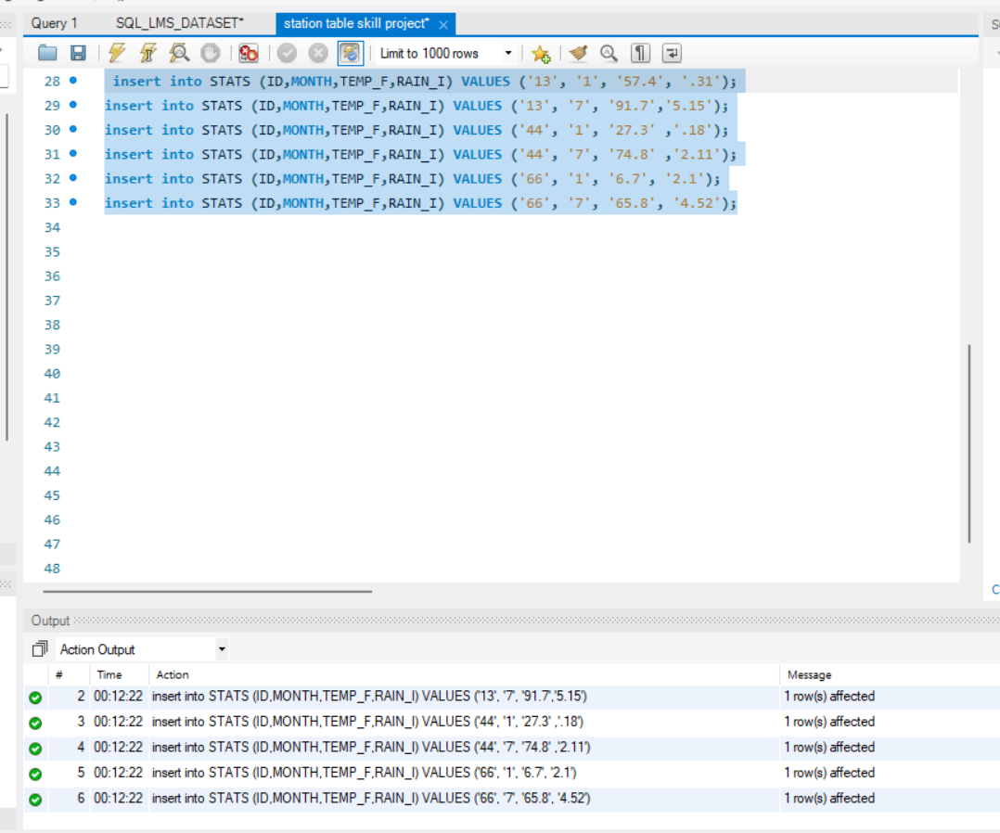 Query 1 SQL_LMS_DATASET* station table skill project*
Limit to 1000 rows
28 insert into STATS (ID,MONTH,TEMP_F,RAIN_I) VALUES ('13', '1', '57.4', '.31');
29 insert into STATS (ID,MONTH,TEMP_F,RAIN_I) VALUES ('13', '7', '91.7','5.15');
30 insert into STATS (ID,MONTH,TEMP_F,RAIN_I) VALUES ('44', '1', '27.3' ,'.18');
31 insert into STATS (ID,MONTH,TEMP_F,RAIN_I) VALUES ('44', '7', '74.8' ,'2.11');
32 insert into STATS (ID,MONTH,TEMP_F,RAIN_I) VALUES ('66', '1', '6.7', '2.1');
33 insert into STATS (ID,MONTH,TEMP_F,RAIN_I) VALUES ('66', '7', '65.8', '4.52');
34
35
36
37
38
39
40
41
42
43
44
45
46
47
48
Output
Action Output
# Time Action Message
2 00:12:22 insert into STATS (ID,MONTH,TEMP_F,RAIN_I) VALUES ('13', '7', '91.7','5.15') 1 row(s) affected
3 00:12:22 insert into STATS (ID,MONTH,TEMP_F,RAIN_I) VALUES ('44', '1', '27.3' ,'.18') 1 row(s) affected
4 00:12:22 insert into STATS (ID,MONTH,TEMP_F,RAIN_I) VALUES ('44', '7', '74.8' ,'2.11') 1 row(s) affected
5 00:12:22 insert into STATS (ID,MONTH,TEMP_F,RAIN_I) VALUES ('66', '1', '6.7', '2.1') 1 row(s) affected
6 00:12:22 insert into STATS (ID,MONTH,TEMP_F,RAIN_I) VALUES ('66', '7', '65.8', '4.52') 1 row(s) affected